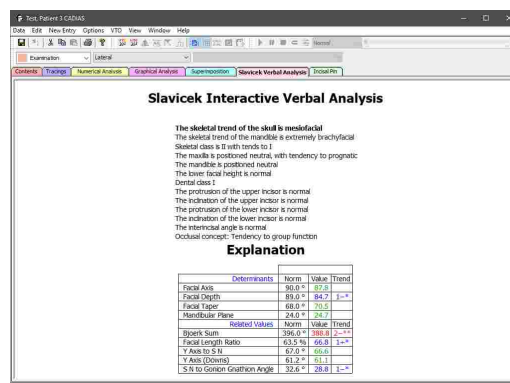 Test, Patient 3 CADIAS
Data Edit New Entry Options VTO View Window Help
Normal
Examination Lateral
Contents Tracings Numerical Analysis Graphical Analysis Superimposition Slavicek Verbal Analysis Incisal Pin
Slavicek Interactive Verbal Analysis
The skeletal trend of the skull is mesiofacial
The skeletal trend of the mandible is extremely brachyfacial
Skeletal class is II with tends to I
The maxilla is positioned neutral, with tendency to prognatic
The mandible is positioned neutral
The lower facial height is normal
Dental class I
The protrusion of the upper incisor is normal
The inclination of the upper incisor is normal
The protrusion of the lower incisor is normal
The inclination of the lower incisor is normal
The interincisal angle is normal
Occlusal concept: Tendency to group function
Explanation
Determinants Norm Value Trend
Facial Axis 90.0 ° 87.8
Facial Depth 89.0 ° 84.7 1-*
Facial Taper 68.0 ° 70.5
Mandibular Plane 24.0 ° 24.7
Related Values Norm Value Trend
Bjoerk Sum 396.0 ° 388.8 2-**
Facial Length Ratio 63.5 % 66.8 1+*
Y Axis to S N 67.0 ° 66.6
Y Axis (Downs) 61.2 ° 61.1
S N to Gonion Gnathion Angle 32.6 ° 28.8 1-*